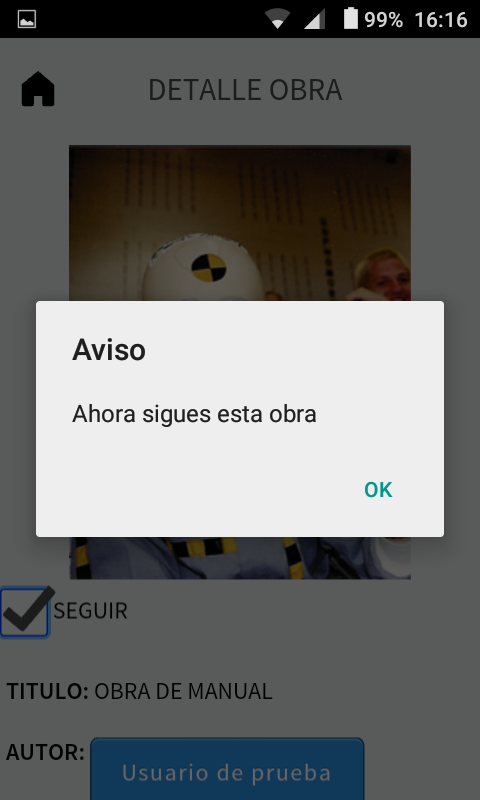 99% 16:16
DETALLE OBRA
Aviso
Ahora sigues esta obra
OK
SEGUIR
TITULO: OBRA DE MANUAL
AUTOR: Usuario de prueba